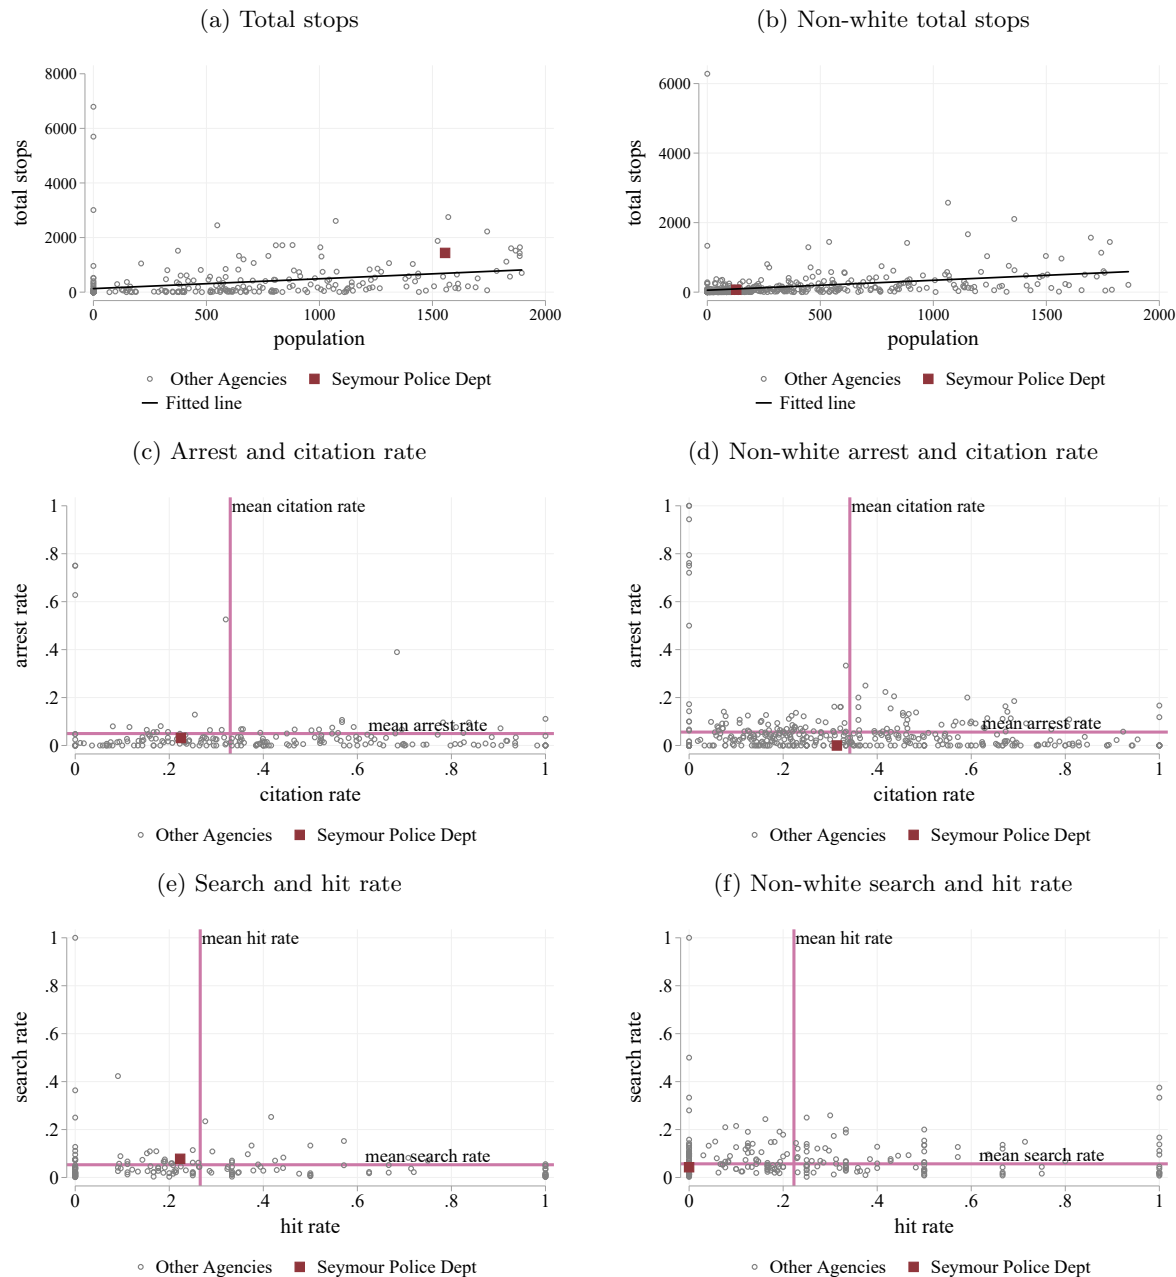 (a) Total stops
(b) Non-white total stops
8000
6000
4000
2000
0
total stops
0 500 1000 1500 2000
population
Other Agencies Seymour Police Dept
Fitted line
6000
4000
2000
0
total stops
0 500 1000 1500 2000
population
Other Agencies Seymour Police Dept
Fitted line
(c) Arrest and citation rate
(d) Non-white arrest and citation rate
1
.8
.6
.4
.2
0
arrest rate
mean citation rate
mean arrest rate
0 .2 .4 .6 .8 1
citation rate
Other Agencies Seymour Police Dept
1
.8
.6
.4
.2
0
arrest rate
mean citation rate
mean arrest rate
0 .2 .4 .6 .8 1
citation rate
Other Agencies Seymour Police Dept
(e) Search and hit rate
(f) Non-white search and hit rate
1
.8
.6
.4
.2
0
search rate
mean hit rate
mean search rate
0 .2 .4 .6 .8 1
hit rate
Other Agencies Seymour Police Dept
1
.8
.6
.4
.2
0
search rate
mean hit rate
mean search rate
0 .2 .4 .6 .8 1
hit rate
Other Agencies Seymour Police Dept